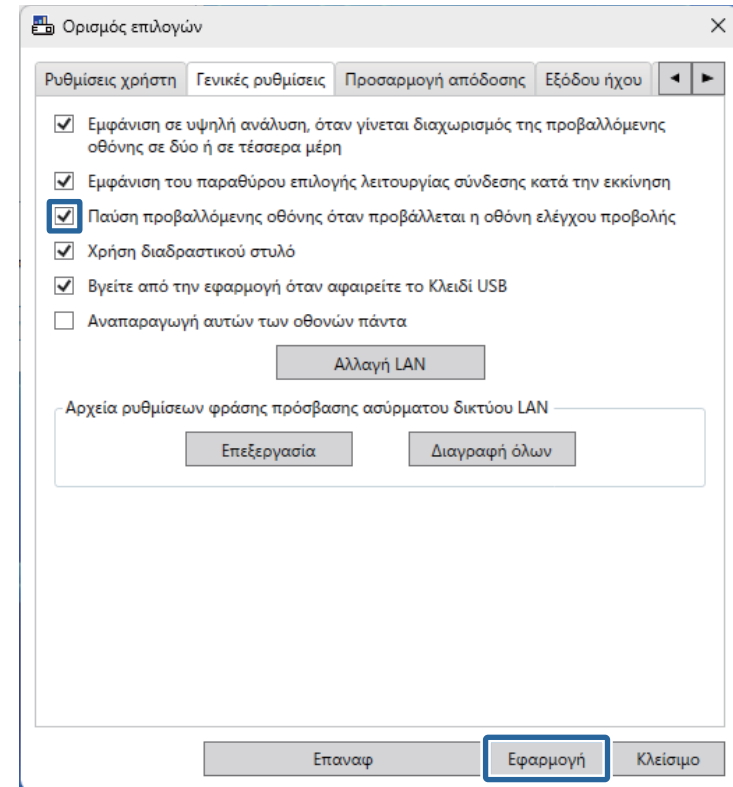 Ορισμός επιλογών
Ρυθμίσεις χρήστη Γενικές ρυθμίσεις Προσαρμογή απόδοσης Εξόδου ήχου
Εμφάνιση σε υψηλή ανάλυση, όταν γίνεται διαχωρισμός της προβαλλόμενης
οθόνης σε δύο ή σε τέσσερα μέρη
Εμφάνιση του παραθύρου επιλογής λειτουργίας σύνδεσης κατά την εκκίνηση
Παύση προβαλλόμενης οθόνης όταν προβάλλεται η οθόνη ελέγχου προβολής
Χρήση διαδραστικού στυλό
Βγείτε από την εφαρμογή όταν αφαιρείτε το Κλειδί USB
Αναπαραγωγή αυτών των οθονών πάντα
Αλλαγή LAN
Αρχεία ρυθμίσεων φράσης πρόσβασης ασύρματου δικτύου LAN
Επεξεργασία Διαγραφή όλων
Επαναφ Εφαρμογή Κλείσιμο